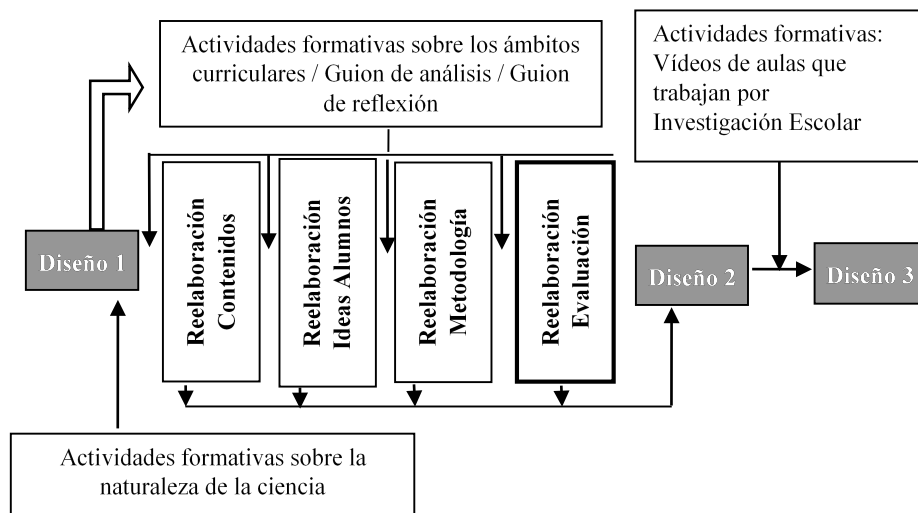 Actividades formativas sobre los ámbitos
curriculares / Guion de análisis / Guion
de reflexión
Actividades formativas:
Vídeos de aulas que
trabajan por
Investigación Escolar
Diseño 1
Reelaboración
Contenidos
Reelaboración
Ideas Alumnos
Reelaboración
Metodología
Reelaboración
Evaluación
Diseño 2
Diseño 3
Actividades formativas sobre la
naturaleza de la ciencia